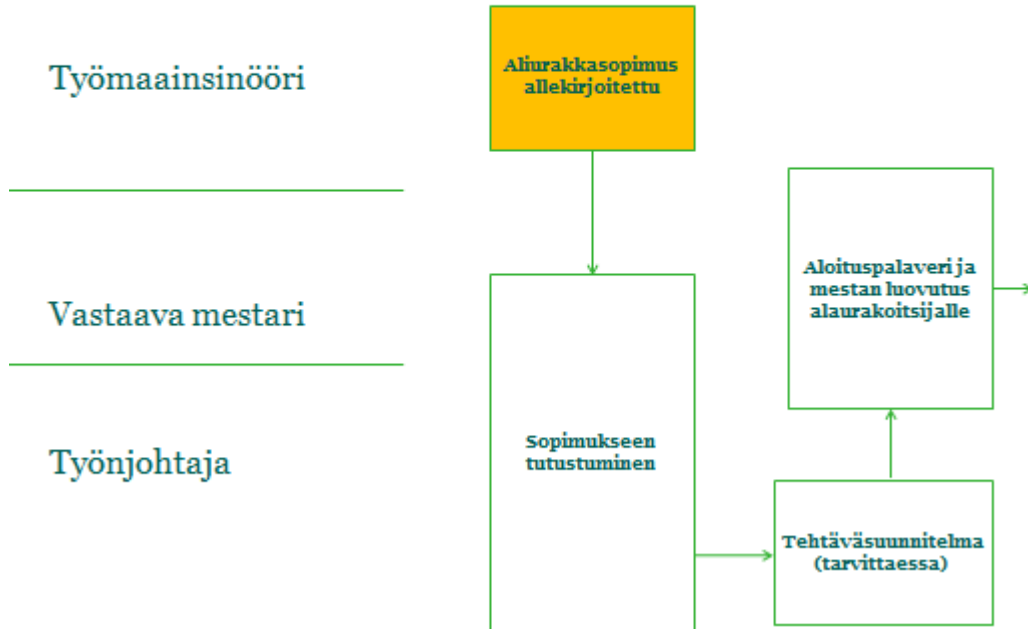 Työmaainsinööri
Aliurakkasopimus
allekirjoitettu
Vastaava mestari
Aloituspalaveri ja
mestan luovutus
alaurakoitsijalle
Työnjohtaja
Sopimukseen
tutustuminen
Tehtäväsuunnitelma
(tarvittaessa)